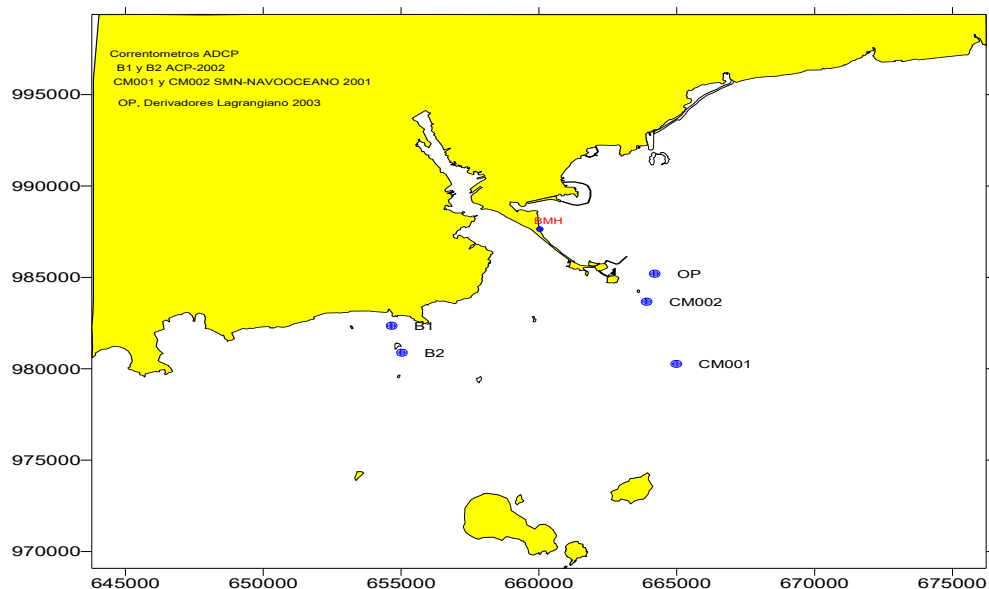 Correntometros ADCP
B1 y B2 ACP-2002
CM001 y CM002 SMN-NAVOOCEANO 2001
OP, Derivadores Lagrangiano 2003
995000
990000
BMH
985000
OP
CM002
B1
B2
CM001
980000
975000
970000
645000 650000 655000 660000 665000 670000 675000